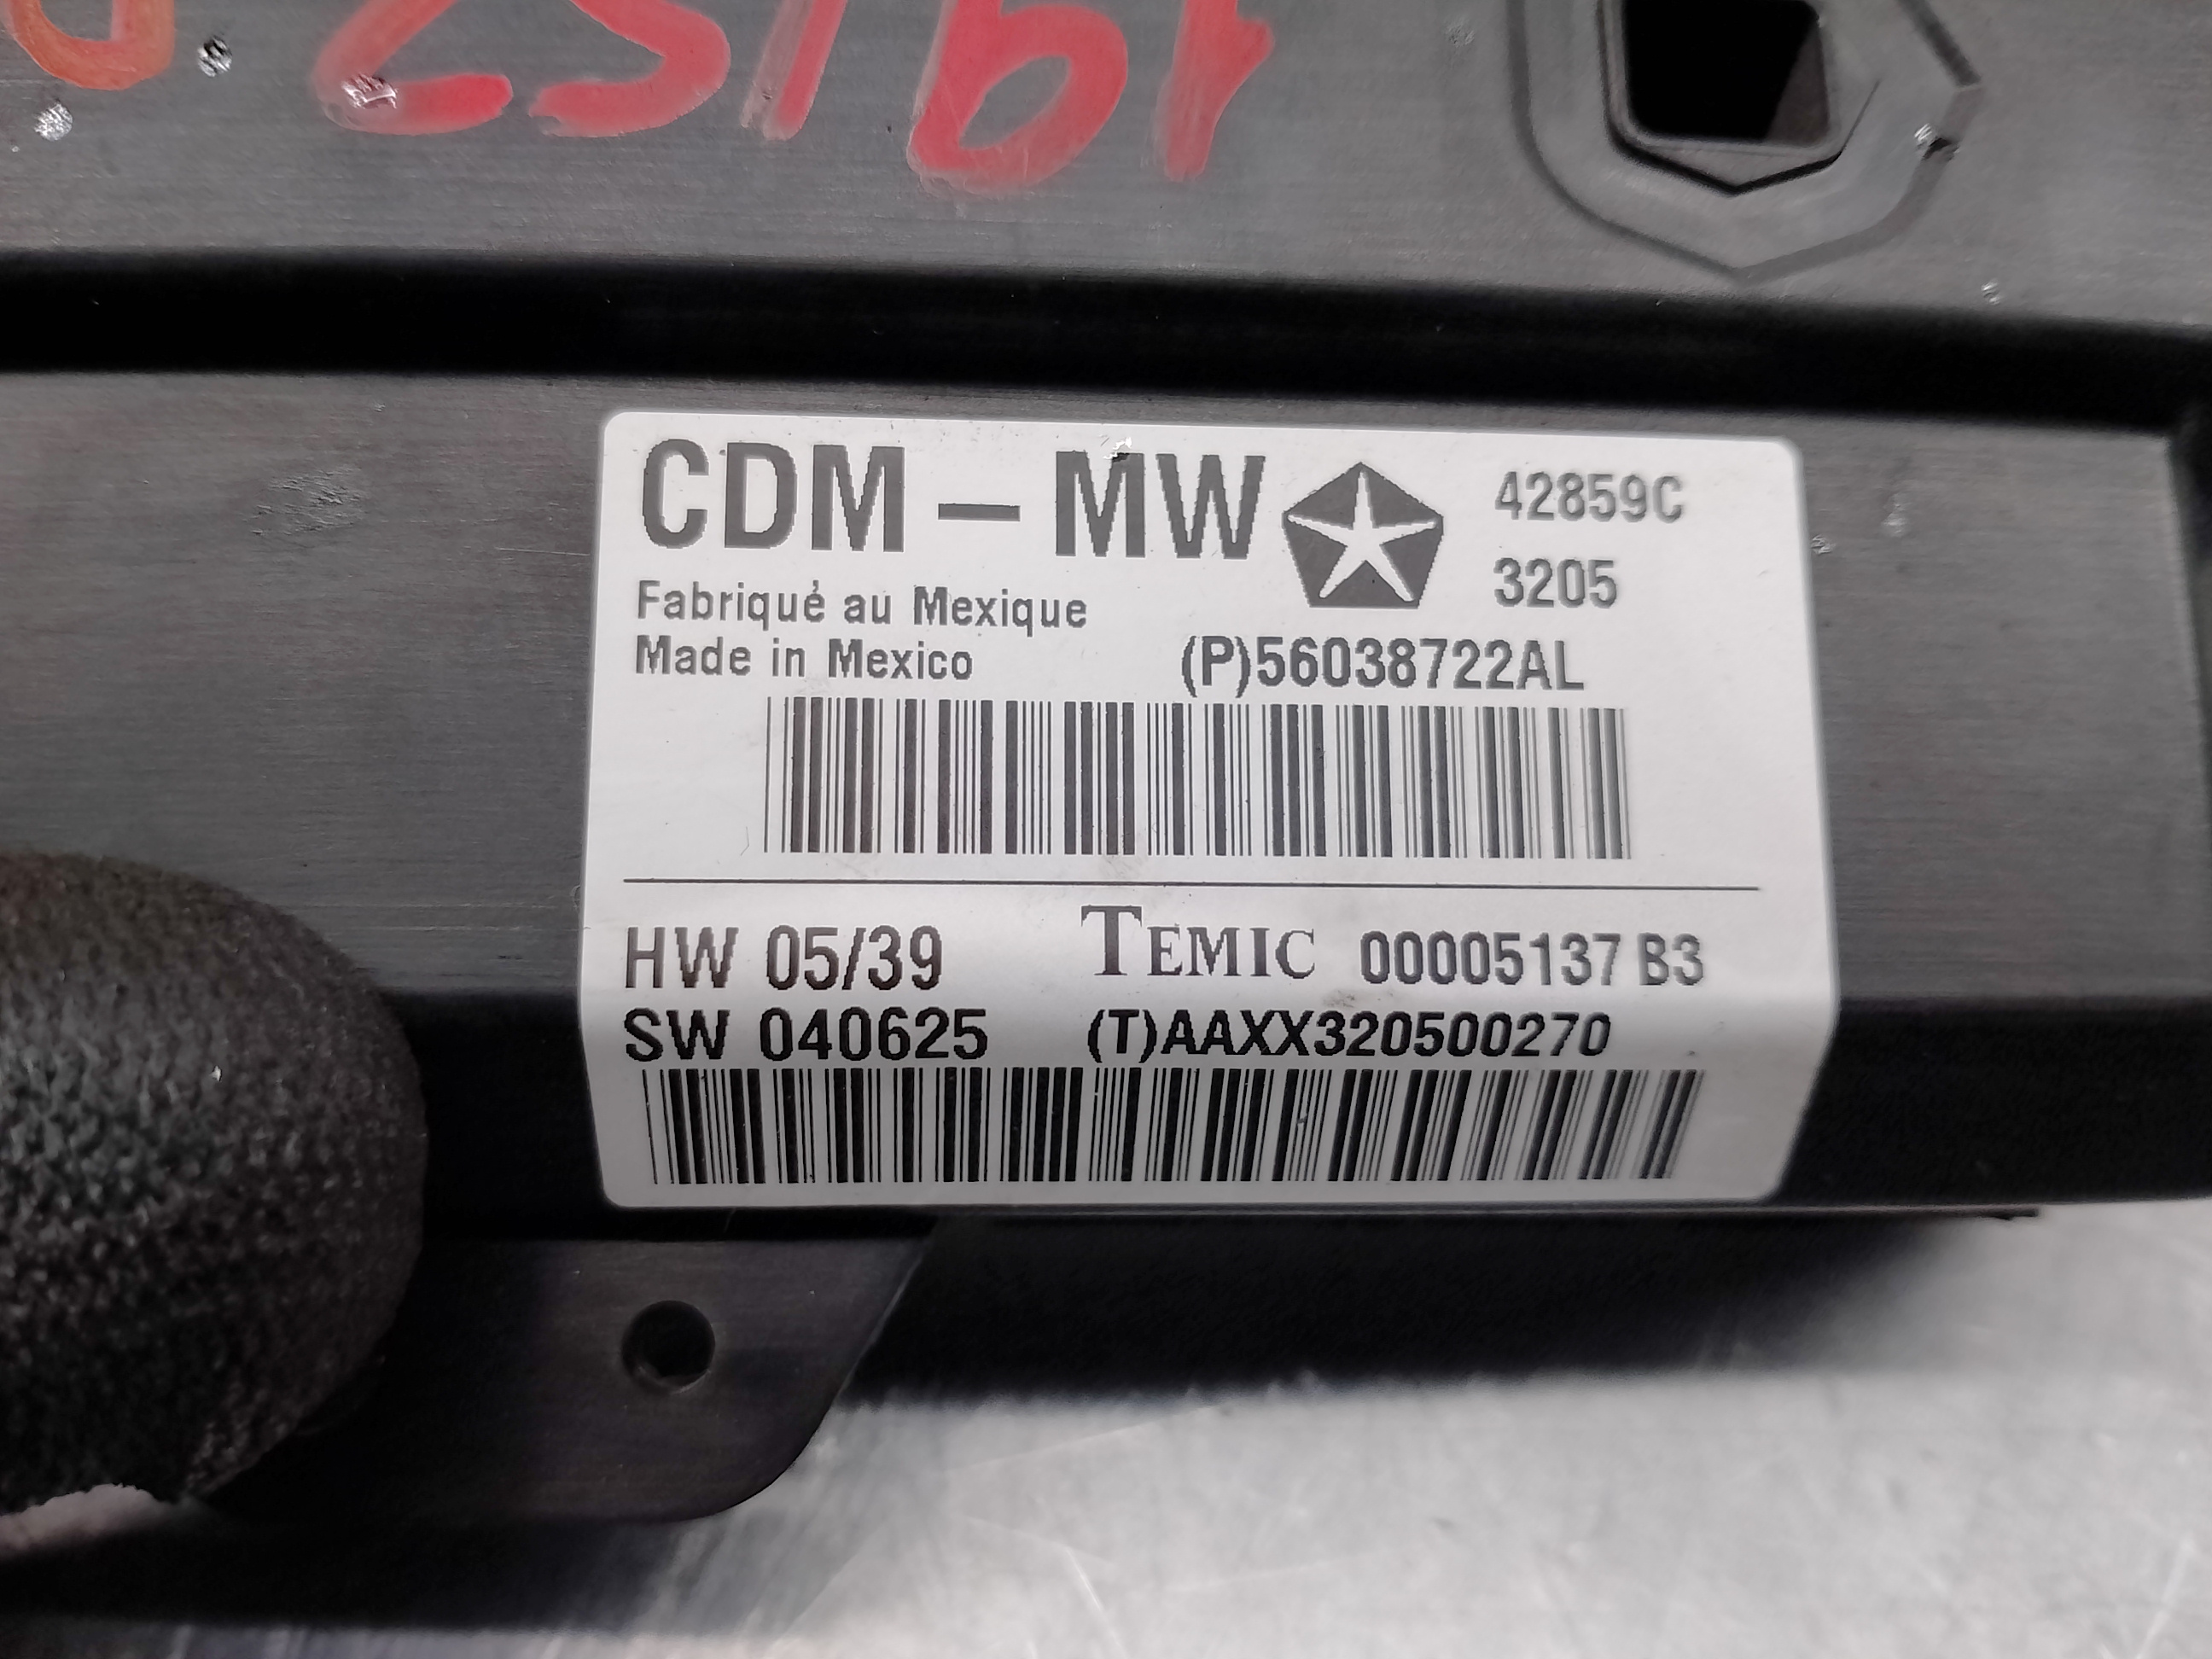 CDM – MW
42859C
3205
Fabriqué au Mexique
Made in Mexico
(P)56038722AL
HW 05/39
TEMIC 00005137 B3
SW 040625
(T)AAXX320500270